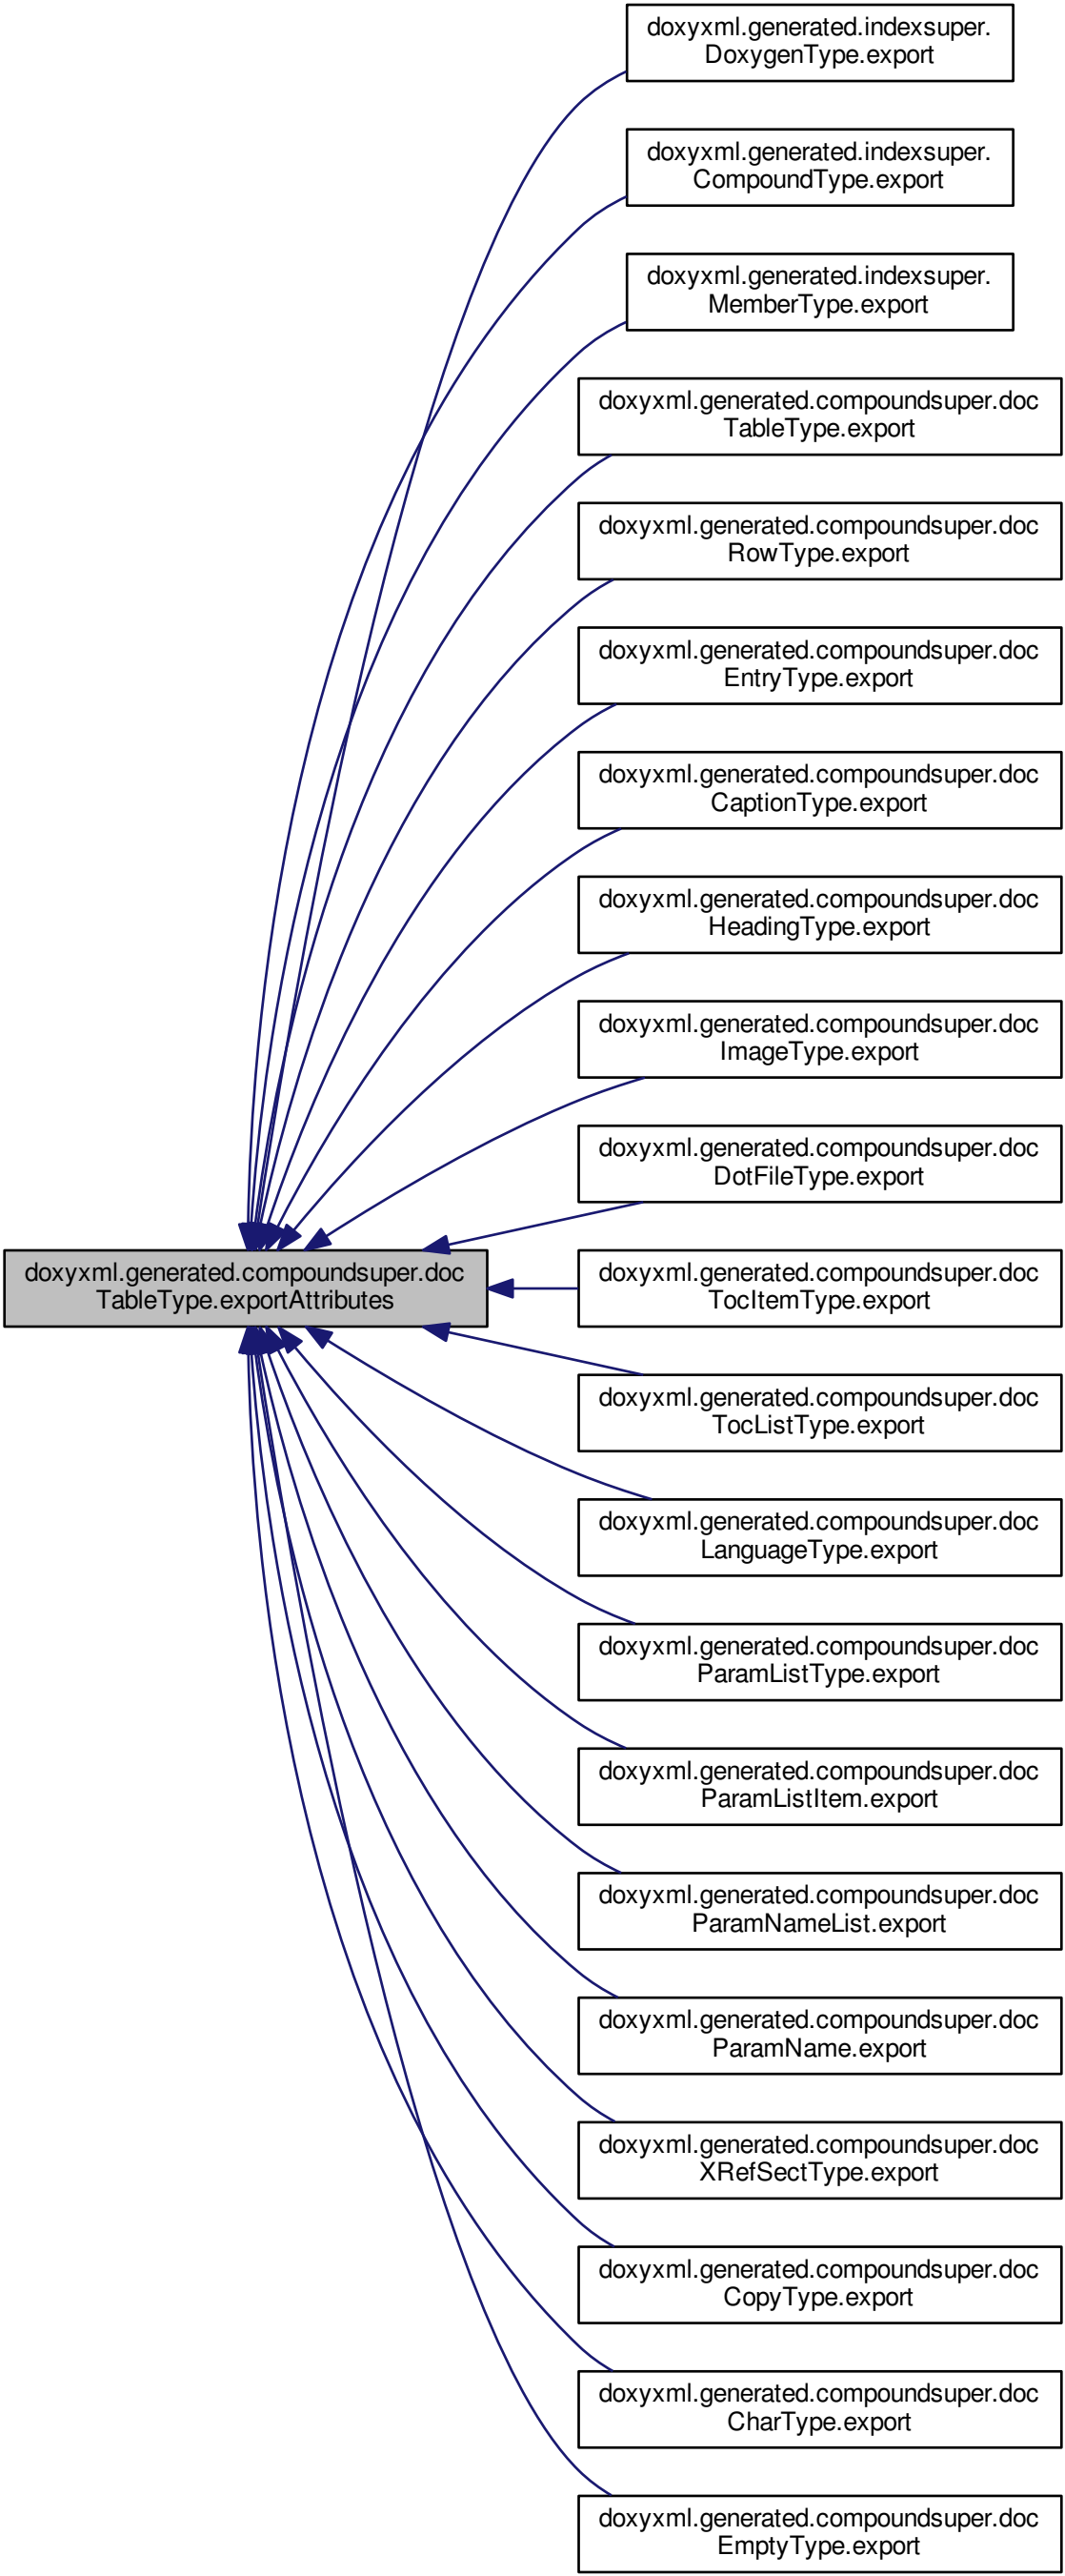 doxyxml.generated.indexsuper.
DoxygenType.export
doxyxml.generated.indexsuper.
CompoundType.export
doxyxml.generated.indexsuper.
MemberType.export
doxyxml.generated.compoundsuper.doc
TableType.export
doxyxml.generated.compoundsuper.doc
RowType.export
doxyxml.generated.compoundsuper.doc
EntryType.export
doxyxml.generated.compoundsuper.doc
CaptionType.export
doxyxml.generated.compoundsuper.doc
HeadingType.export
doxyxml.generated.compoundsuper.doc
ImageType.export
doxyxml.generated.compoundsuper.doc
DotFileType.export
doxyxml.generated.compoundsuper.doc
TableType.exportAttributes
doxyxml.generated.compoundsuper.doc
TocItemType.export
doxyxml.generated.compoundsuper.doc
TocListType.export
doxyxml.generated.compoundsuper.doc
LanguageType.export
doxyxml.generated.compoundsuper.doc
ParamListType.export
doxyxml.generated.compoundsuper.doc
ParamListItem.export
doxyxml.generated.compoundsuper.doc
ParamNameList.export
doxyxml.generated.compoundsuper.doc
ParamName.export
doxyxml.generated.compoundsuper.doc
XRefSectType.export
doxyxml.generated.compoundsuper.doc
CopyType.export
doxyxml.generated.compoundsuper.doc
CharType.export
doxyxml.generated.compoundsuper.doc
EmptyType.export